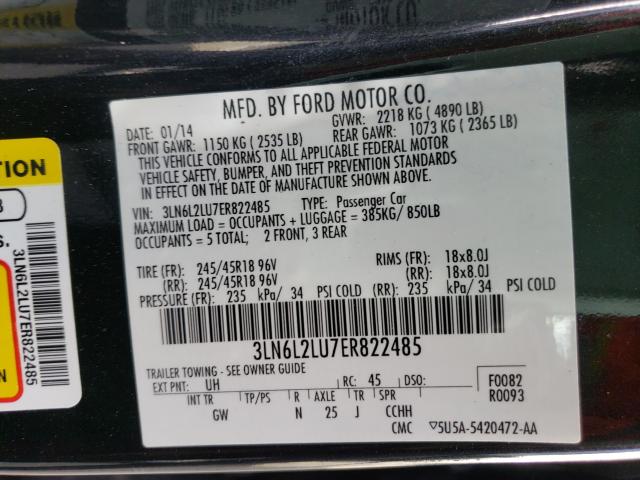 MFD. BY FORD MOTOR CO.
DATE: 01/14 GVWR: 2218 KG ( 4890 LB)
FRONT GAWR: 1150 KG ( 2535 LB) REAR GAWR: 1073 KG ( 2365 LB)
THIS VEHICLE CONFORMS TO ALL APPLICABLE FEDERAL MOTOR
VEHICLE SAFETY, BUMPER, AND THEFT PREVENTION STANDARDS
IN EFFECT ON THE DATE OF MANUFACTURE SHOWN ABOVE.
VIN: 3LN6L2LU7ER822485 TYPE: Passenger Car
MAXIMUM LOAD = OCCUPANTS + LUGGAGE = 385KG/ 850LB
OCCUPANTS = 5 TOTAL; 2 FRONT, 3 REAR
TIRE (FR): 245/45R18 96V RIMS (FR): 18x8.0J
(RR): 245/45R18 96V (RR): 18x8.0J
PRESSURE (FR): 235 kPa/ 34 PSI COLD (RR): 235 kPa/ 34 PSI COLD
3LN6L2LU7ER822485
TRAILER TOWING - SEE OWNER GUIDE
EXT PNT: UH RC: 45 DSO: F0082
INT TR TP/PS R AXLE TR SPR R0093
GW N 25 J CCHH
CMC ▽5U5A-5420472-AA
3LN6L2LU7ER822485